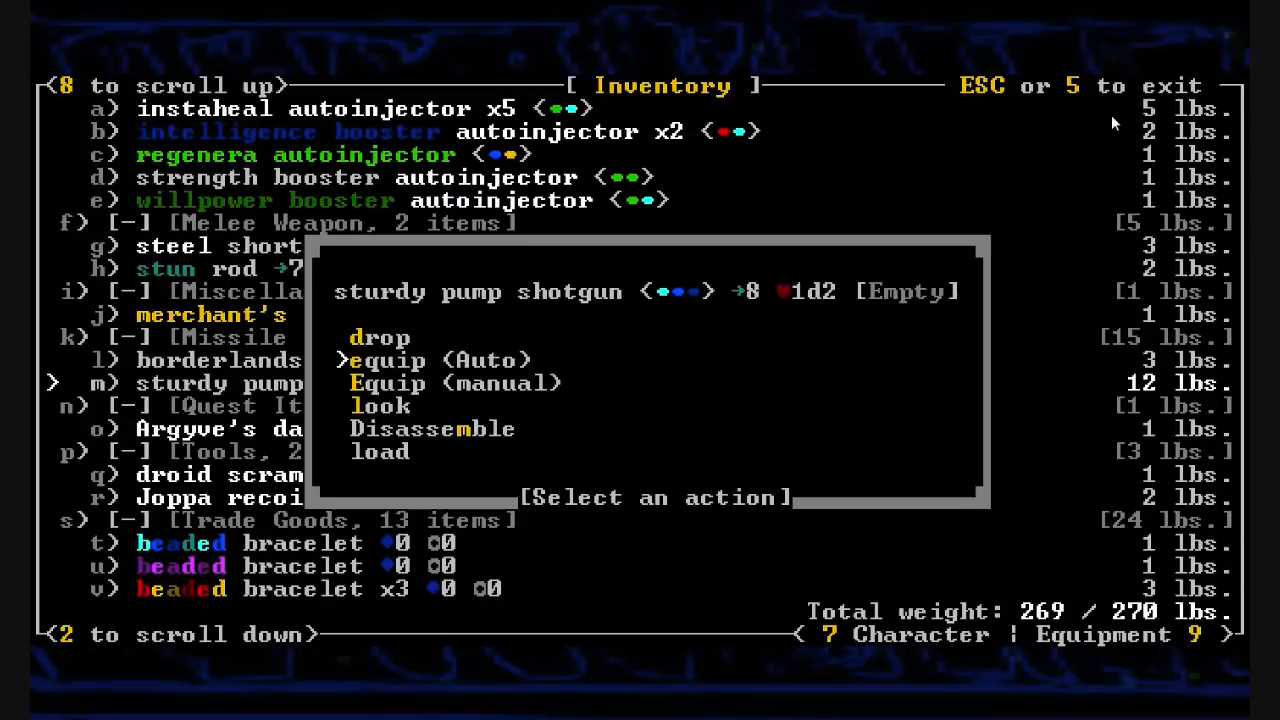 <8 to scroll up> [ Inventory ] ESC or 5 to exit
a) instaheal autoinjector x5 <••> 5 lbs.
b) intelligence booster autoinjector x2 <••> 2 lbs.
c) regenera autoinjector <••> 1 lbs.
d) strength booster autoinjector <••> 1 lbs.
e) willpower booster autoinjector <••> 1 lbs.
f) [-] [Melee Weapon, 2 items] [5 lbs.]
g) steel short 3 lbs.
h) stun rod →7 2 lbs.
i) [-] [Miscella [1 lbs.]
j) merchant's 1 lbs.
k) [-] [Missile [15 lbs.]
l) borderlands 3 lbs.
> m) sturdy pump 12 lbs.
n) [-] [Quest It [1 lbs.]
o) Argyve's da 1 lbs.
p) [-] [Tools, 2 [3 lbs.]
q) droid scram 1 lbs.
r) Joppa recoi 2 lbs.
s) [-] [Trade Goods, 13 items] [24 lbs.]
t) beaded bracelet ♦0 ◘0 1 lbs.
u) beaded bracelet ♦0 ◘0 1 lbs.
v) beaded bracelet x3 ♦0 ◘0 3 lbs.
Total weight: 269 / 270 lbs.
<2 to scroll down> < 7 Character | Equipment 9 >
sturdy pump shotgun <•••> →8 ♥1d2 [Empty]
drop
>equip (Auto)
Equip (manual)
look
Disassemble
load
[Select an action]